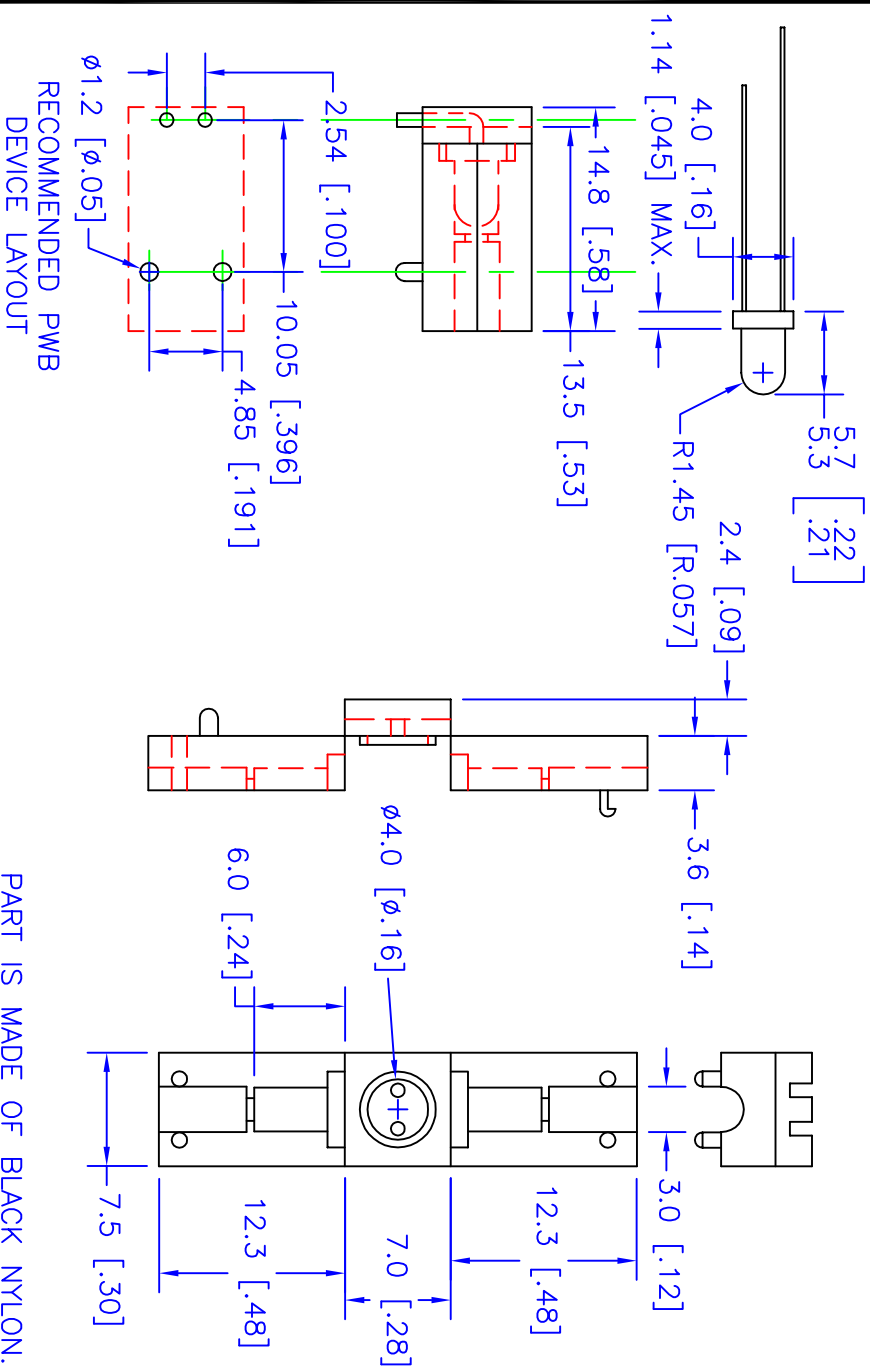 5.7 [.22]
5.3 [.21]
4.0 [.16]
1.14 [.045] MAX.
R1.45 [R.057]
14.8 [.58]
13.5 [.53]
2.54 [.100]
10.05 [.396]
4.85 [.191]
ø1.2 [ø.05]
RECOMMENDED PWB
DEVICE LAYOUT
2.4 [.09]
3.6 [.14]
3.0 [.12]
12.3 [.48]
7.0 [.28]
12.3 [.48]
7.5 [.30]
ø4.0 [ø.16]
6.0 [.24]
PART IS MADE OF BLACK NYLON.